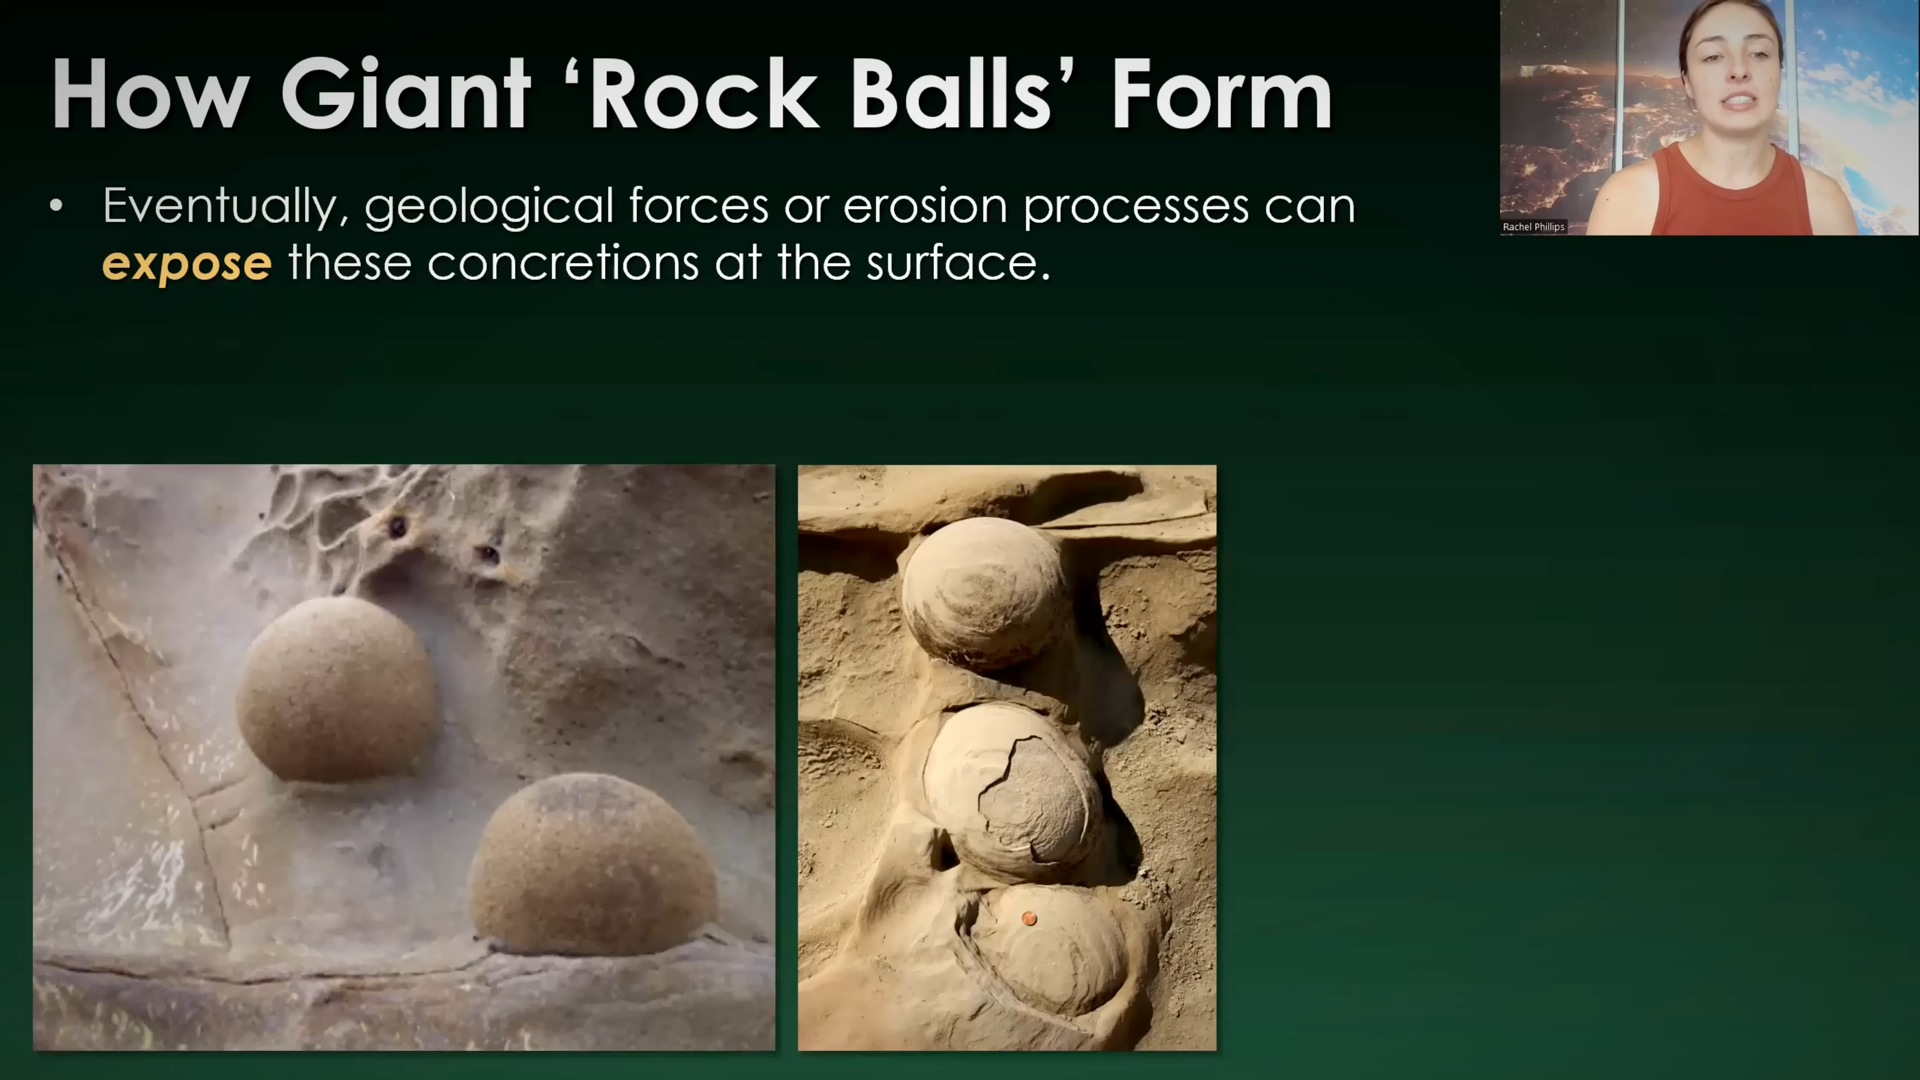 How Giant ‘Rock Balls’ Form
• Eventually, geological forces or erosion processes can
expose these concretions at the surface.
Rachel Phillips